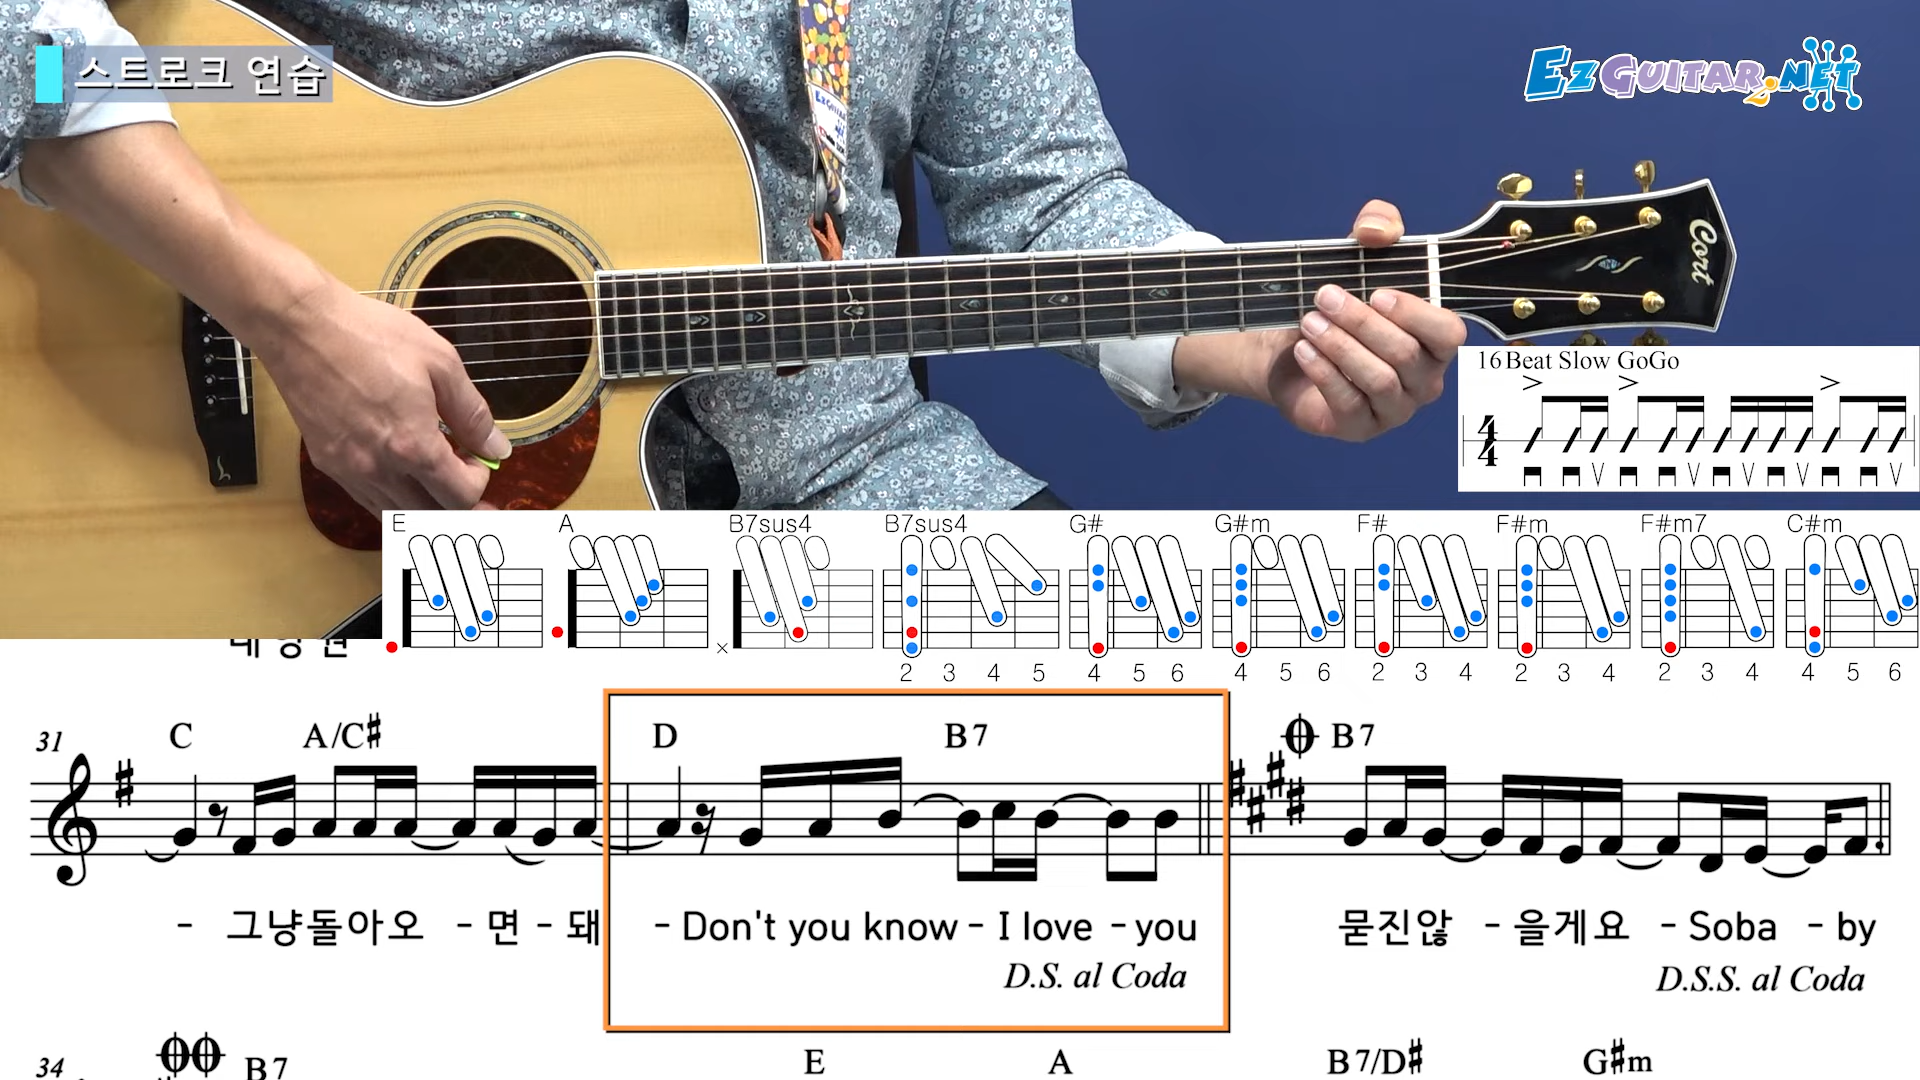 스트로크 연습
EzGUITAR2.NET
Cort
16 Beat Slow GoGo
4/4
E A B7sus4 B7sus4 G# G#m F# F#m F#m7 C#m
2 3 4 5 4 5 6 4 5 6 2 3 4 2 3 4 2 3 4 4 5 6
31 C A/C# D B7 B7
- 그냥돌아오 - 면 - 돼 - Don't you know - I love - you 묻진않 - 을게요 - Soba - by
D.S. al Coda D.S.S. al Coda
34 B7 E A B7/D# G#m